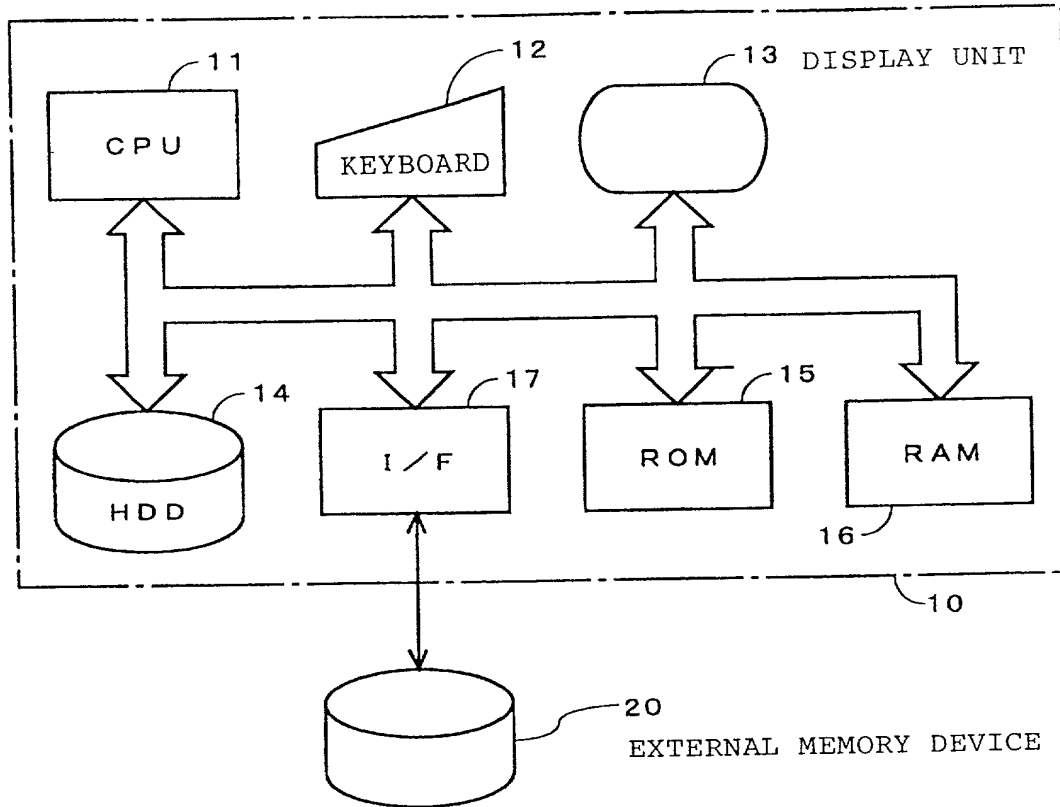 11
12
13 DISPLAY UNIT
CPU
KEYBOARD
14
17
15
HDD
I/F
ROM
RAM
16
10
20
EXTERNAL MEMORY DEVICE